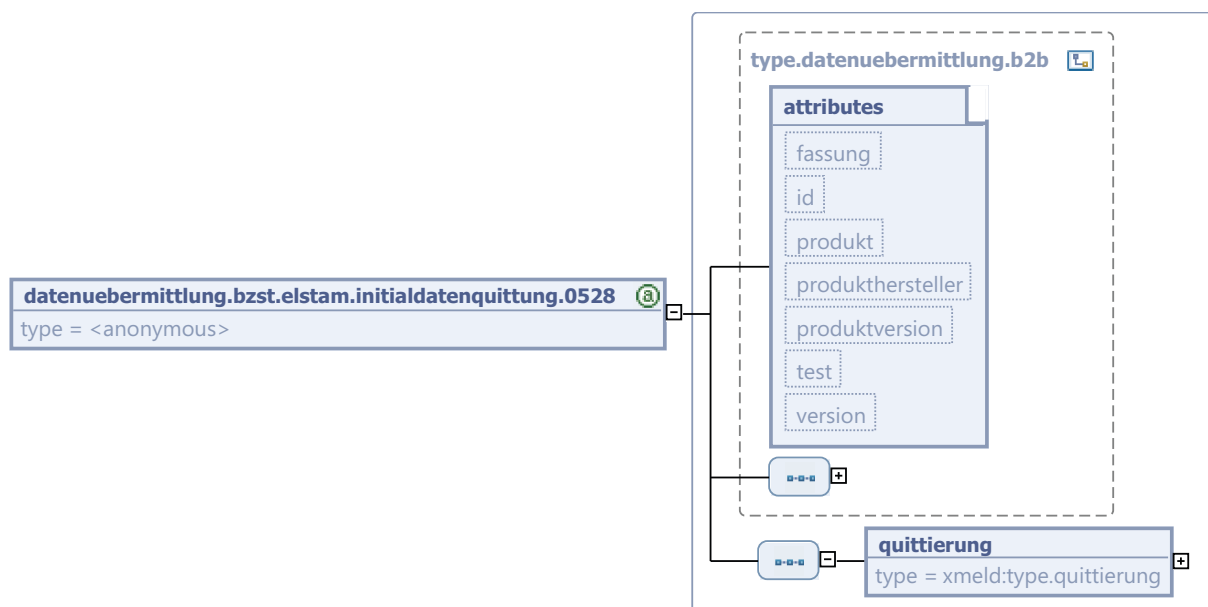 type.datenuebermittlung.b2b
attributes
fassung
id
produkt
produkthersteller
produktversion
test
version
datenuebermittlung.bzst.elstam.initialdatenquittung.0528
a
type = <anonymous>
quittierung
type = xmeld:type.quittierung